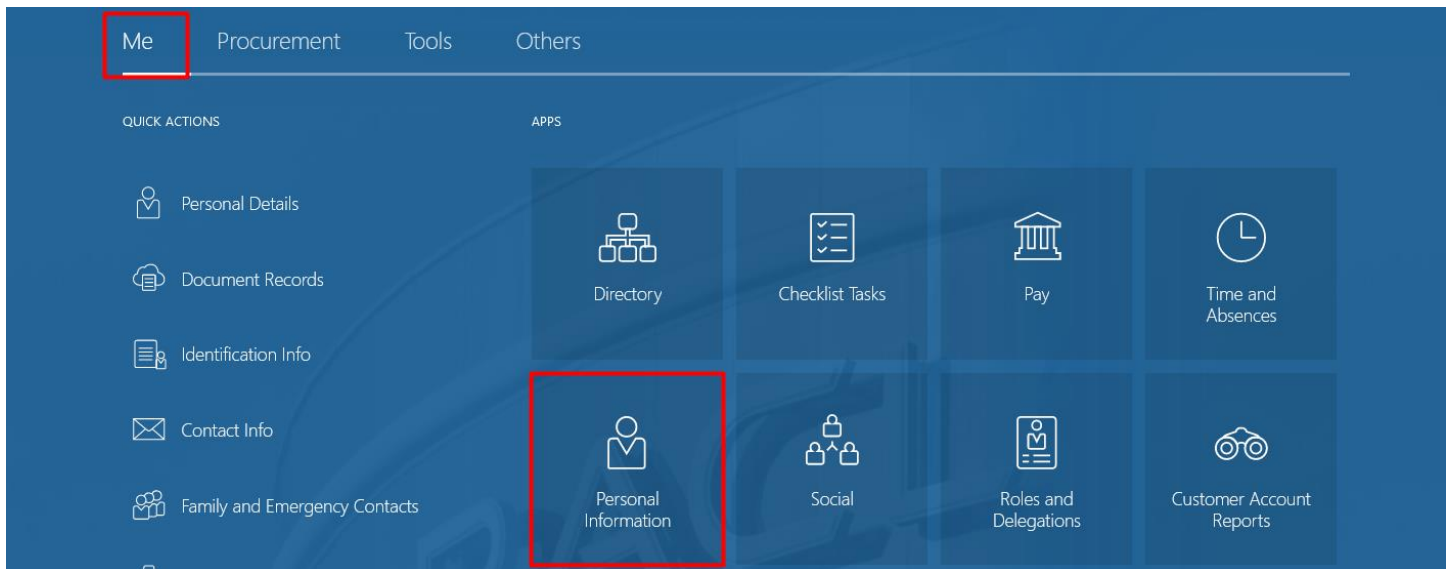 Me Procurement Tools Others
QUICK ACTIONS
APPS
Personal Details
Document Records
Identification Info
Contact Info
Family and Emergency Contacts
Directory
Checklist Tasks
Pay
Time and
Absences
Personal
Information
Social
Roles and
Delegations
Customer Account
Reports